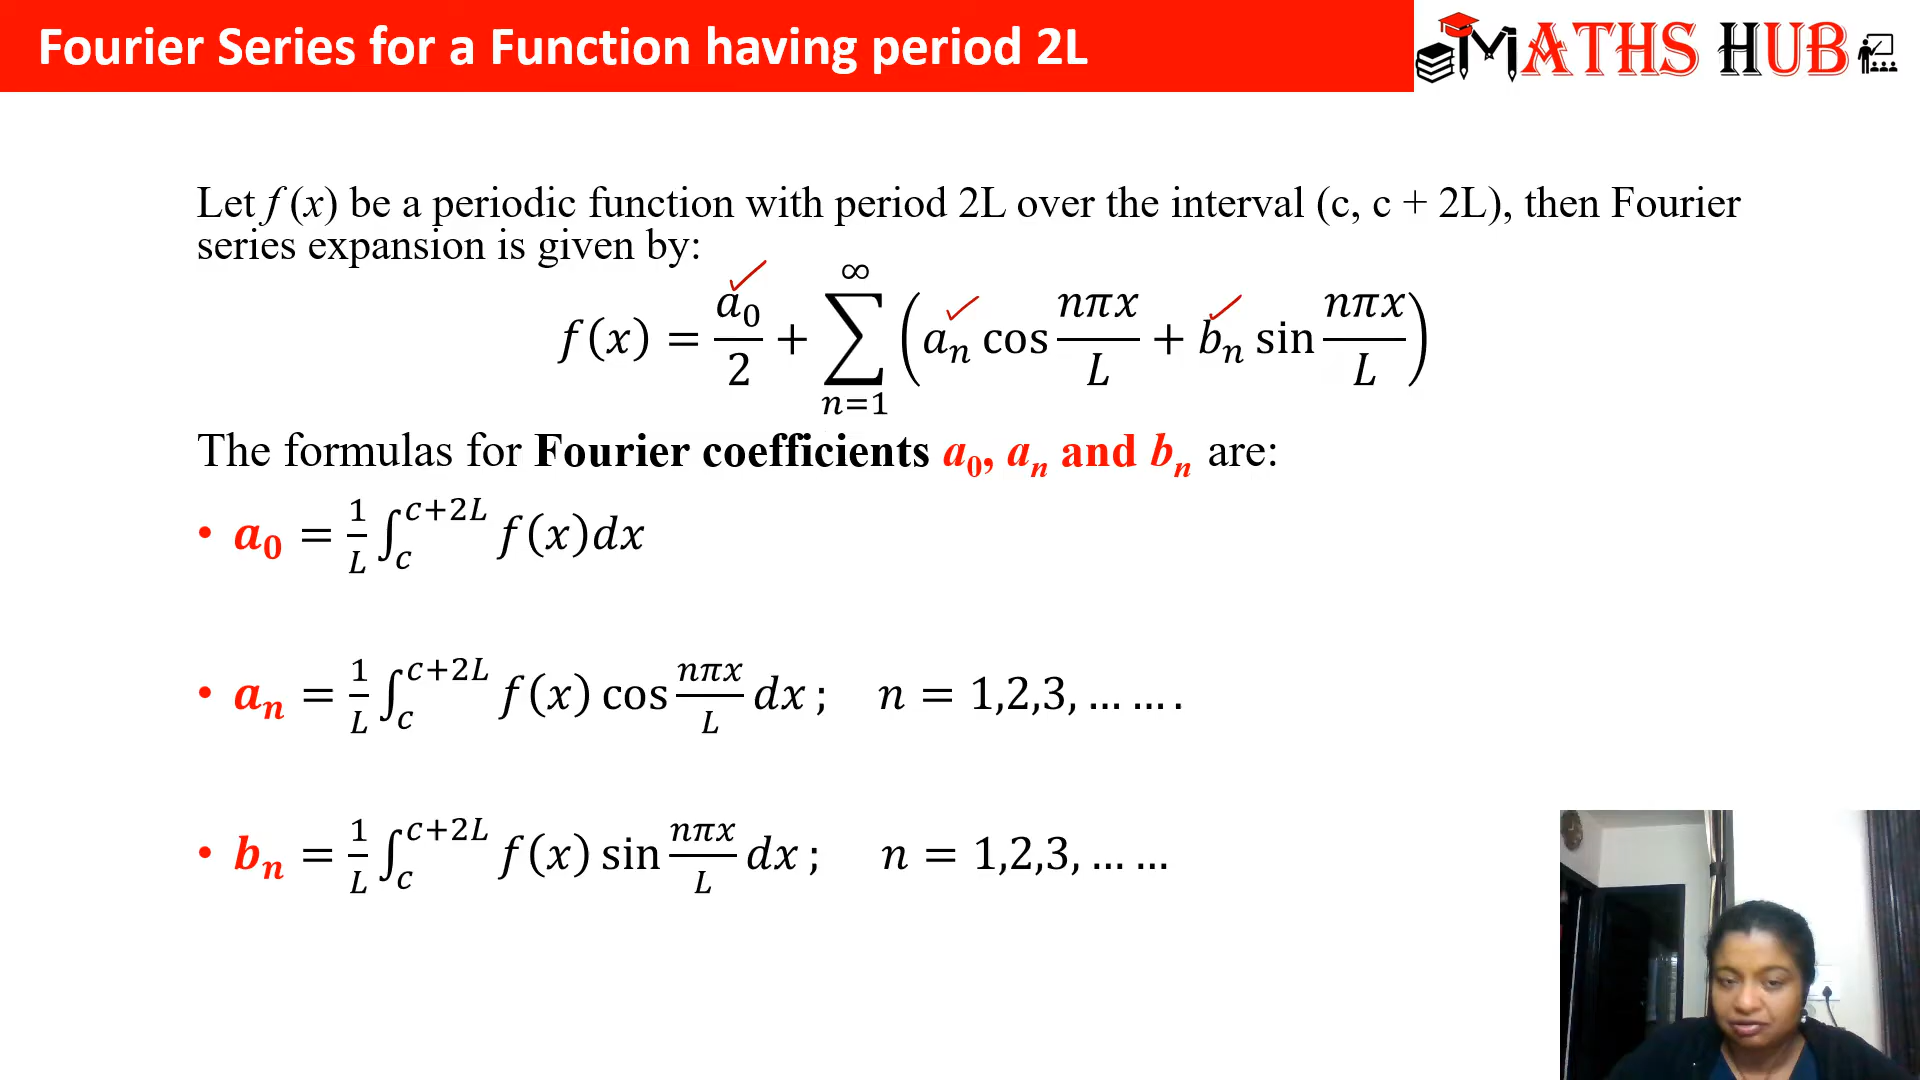 Fourier Series for a Function having period 2L
MATHS HUB
Let f (x) be a periodic function with period 2L over the interval (c, c + 2L), then Fourier
series expansion is given by:
f(x) = a₀/2 + ∑_{n=1}^{∞} (aₙ cos nπx/L + bₙ sin nπx/L)
The formulas for Fourier coefficients a₀, aₙ and bₙ are:
• a₀ = 1/L ∫_c^{c+2L} f(x)dx
• aₙ = 1/L ∫_c^{c+2L} f(x) cos nπx/L dx ; n = 1,2,3, … … .
• bₙ = 1/L ∫_c^{c+2L} f(x) sin nπx/L dx ; n = 1,2,3, … …